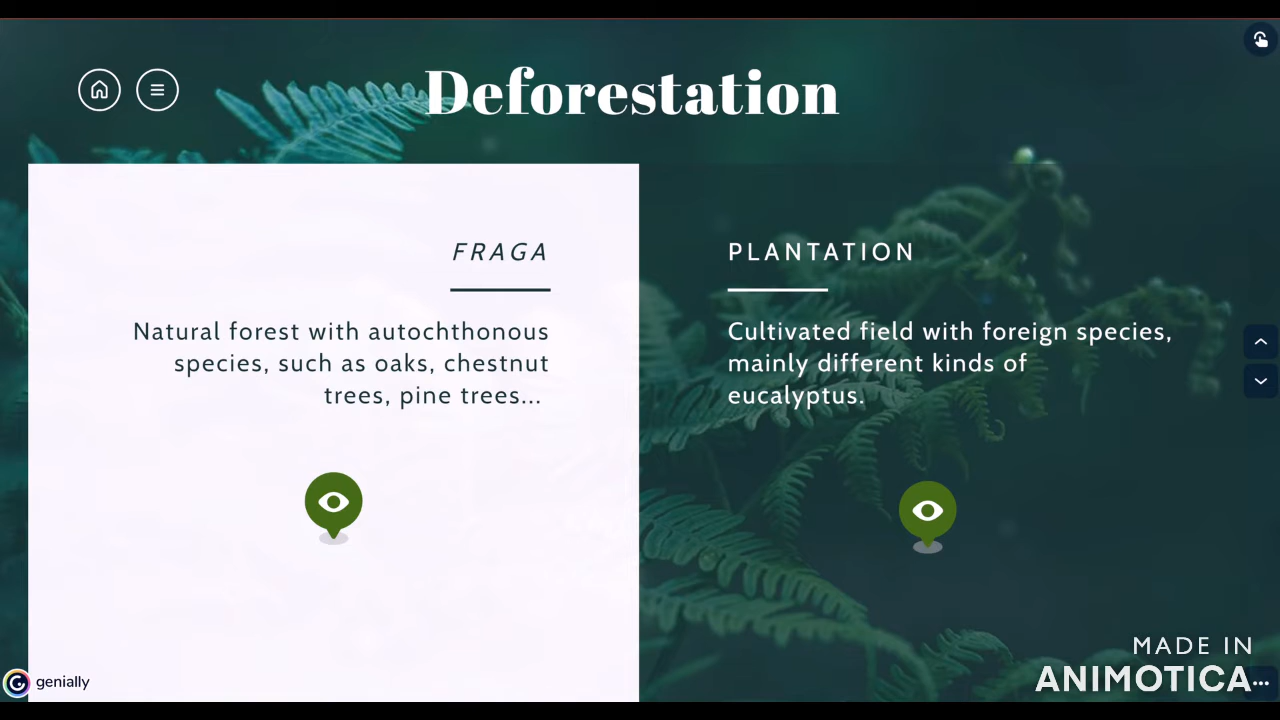 Deforestation
FRAGA
Natural forest with autochthonous
species, such as oaks, chestnut
trees, pine trees...
PLANTATION
Cultivated field with foreign species,
mainly different kinds of
eucalyptus.
genially
MADE IN
ANIMOTICA